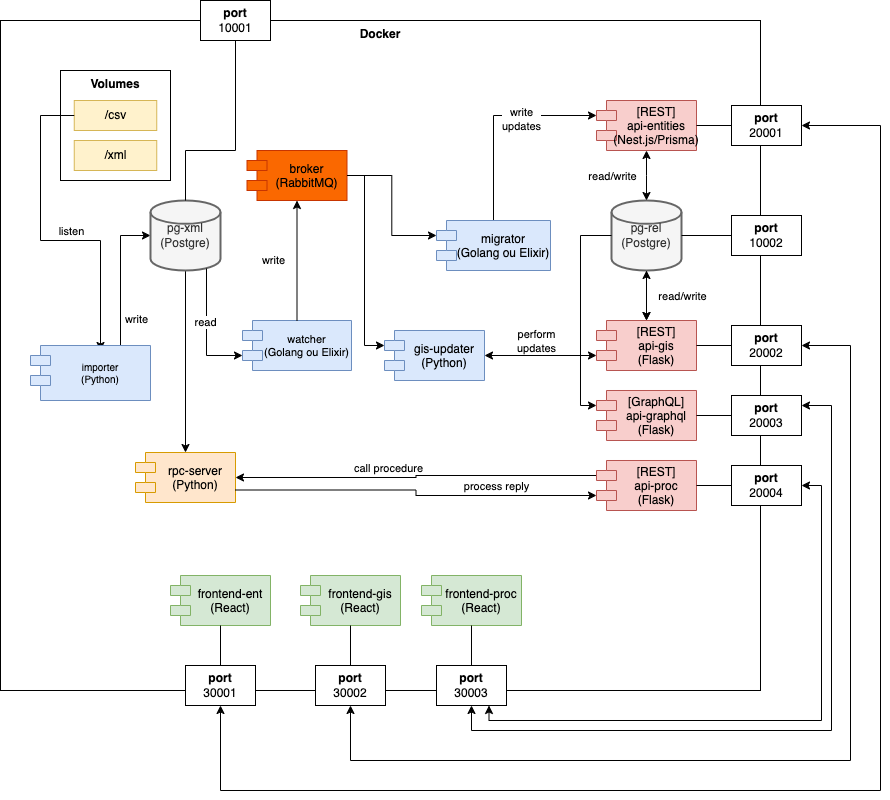 port
10001
Docker
Volumes
/csv
/xml
write
updates
[REST]
api-entities
(Nest.js/Prisma)
port
20001
broker
(RabbitMQ)
read/write
listen
pg-xml
(Postgre)
write
migrator
(Golang ou Elixir)
pg-rel
(Postgre)
port
10002
write
read
read/write
importer
(Python)
watcher
(Golang ou Elixir)
gis-updater
(Python)
perform
updates
[REST]
api-gis
(Flask)
port
20002
[GraphQL]
api-graphql
(Flask)
port
20003
rpc-server
(Python)
call procedure
process reply
[REST]
api-proc
(Flask)
port
20004
frontend-ent
(React)
frontend-gis
(React)
frontend-proc
(React)
port
30001
port
30002
port
30003